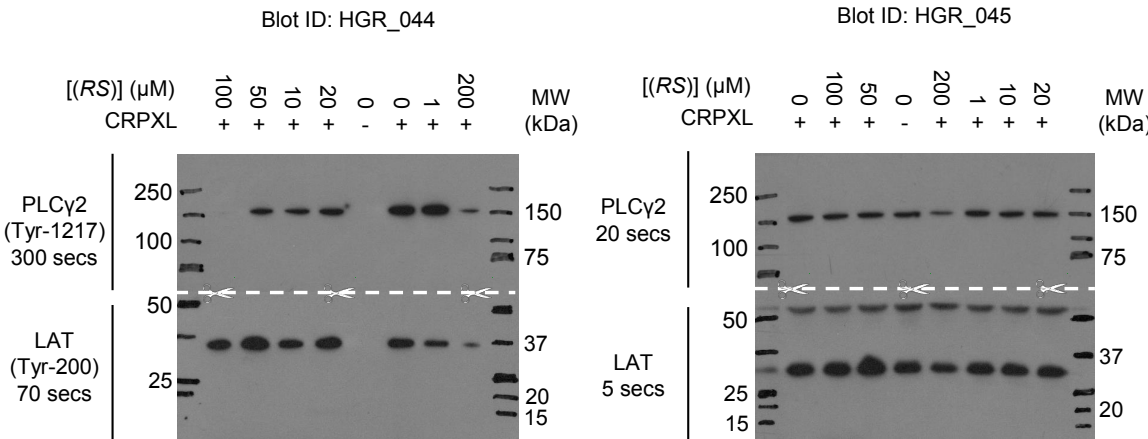 Blot ID: HGR_044
[(RS)] (µM) 100 50 10 20 0 0 1 200
CRPXL + + + + - + + +
MW
(kDa)
PLCγ2
(Tyr-1217)
300 secs
250
100
150
75
LAT
(Tyr-200)
70 secs
50
25
37
20
15
Blot ID: HGR_045
[(RS)] (µM) 0 100 50 0 200 1 10 20
CRPXL + + + - + + + +
MW
(kDa)
PLCγ2
20 secs
250
100
150
75
LAT
5 secs
50
25
15
37
20